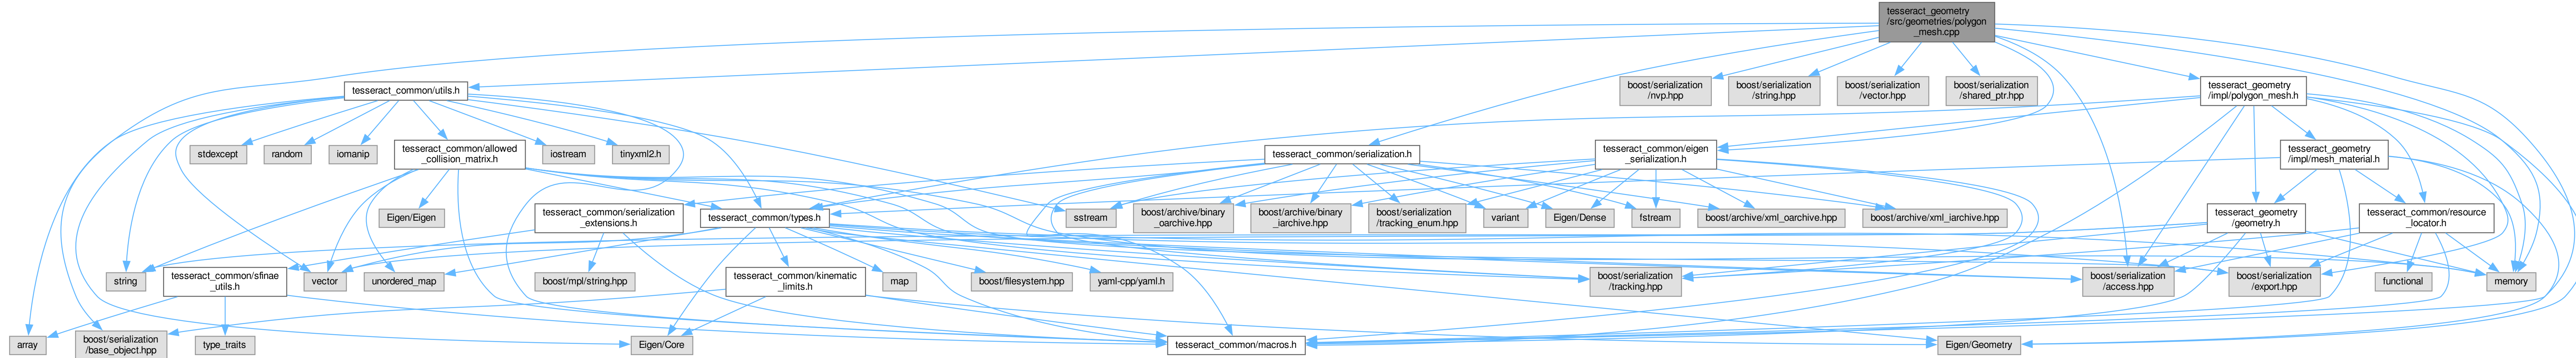 tesseract_geometry
/src/geometries/polygon
_mesh.cpp
tesseract_common/utils.h
boost/serialization
/nvp.hpp
boost/serialization
/string.hpp
boost/serialization
/vector.hpp
boost/serialization
/shared_ptr.hpp
tesseract_geometry
/impl/polygon_mesh.h
stdexcept
random
iomanip
tesseract_common/allowed
_collision_matrix.h
iostream
tinyxml2.h
tesseract_common/serialization.h
tesseract_common/eigen
_serialization.h
tesseract_geometry
/impl/mesh_material.h
Eigen/Eigen
tesseract_common/serialization
_extensions.h
tesseract_common/types.h
sstream
boost/archive/binary
_oarchive.hpp
boost/archive/binary
_iarchive.hpp
boost/serialization
/tracking_enum.hpp
variant
Eigen/Dense
fstream
boost/archive/xml_oarchive.hpp
boost/archive/xml_iarchive.hpp
tesseract_geometry
/geometry.h
tesseract_common/resource
_locator.h
string
tesseract_common/sfinae
_utils.h
vector
unordered_map
boost/mpl/string.hpp
tesseract_common/kinematic
_limits.h
map
boost/filesystem.hpp
yaml-cpp/yaml.h
boost/serialization
/tracking.hpp
boost/serialization
/access.hpp
boost/serialization
/export.hpp
functional
memory
array
boost/serialization
/base_object.hpp
type_traits
Eigen/Core
tesseract_common/macros.h
Eigen/Geometry